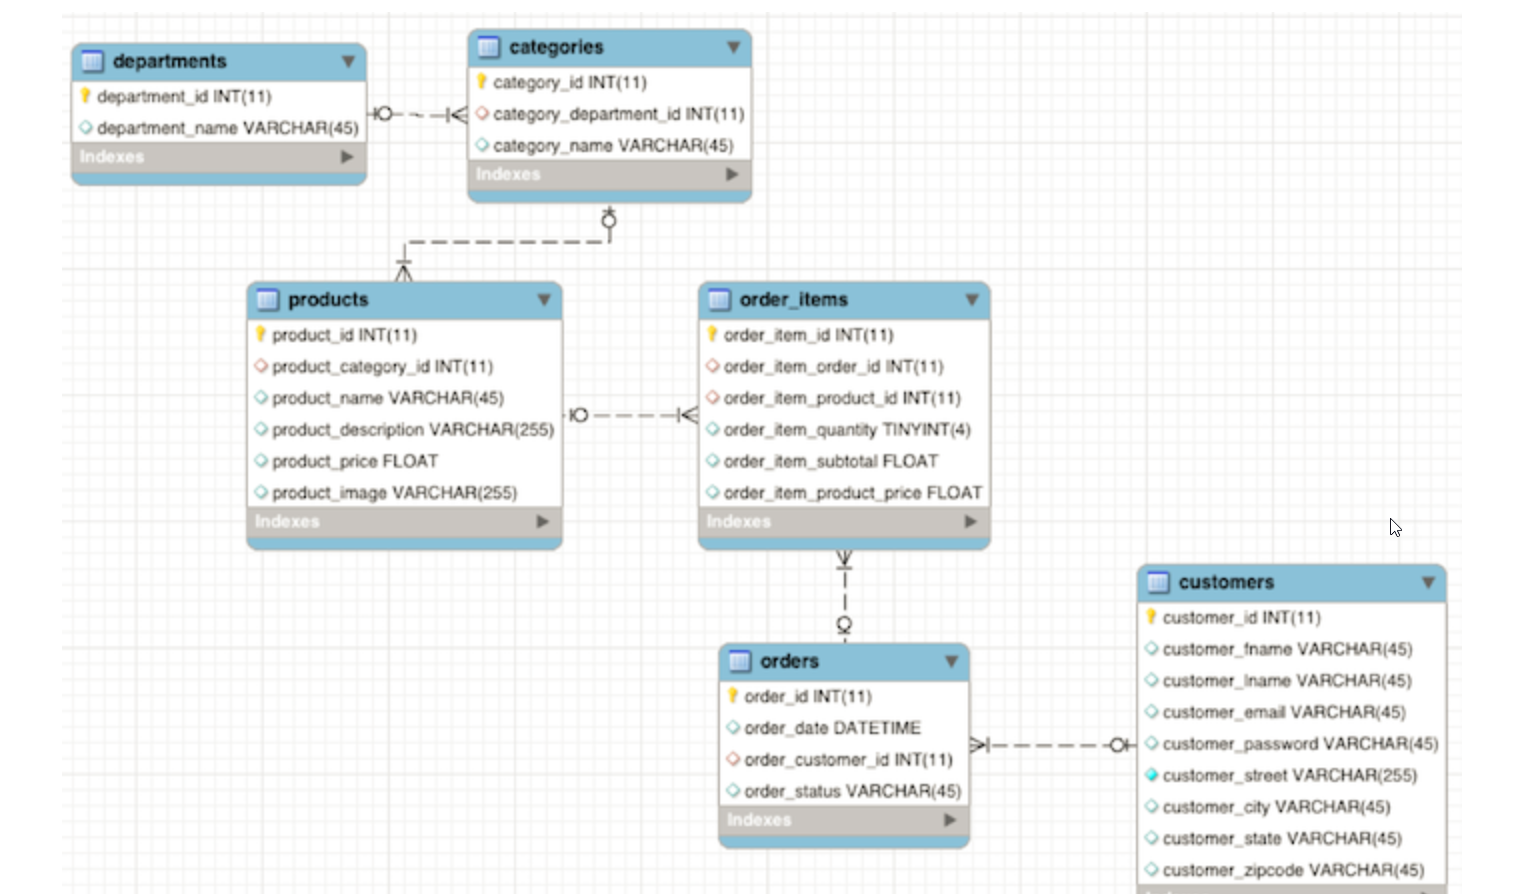 departments
department_id INT(11)
department_name VARCHAR(45)
Indexes
categories
category_id INT(11)
category_department_id INT(11)
category_name VARCHAR(45)
Indexes
products
product_id INT(11)
product_category_id INT(11)
product_name VARCHAR(45)
product_description VARCHAR(255)
product_price FLOAT
product_image VARCHAR(255)
Indexes
order_items
order_item_id INT(11)
order_item_order_id INT(11)
order_item_product_id INT(11)
order_item_quantity TINYINT(4)
order_item_subtotal FLOAT
order_item_product_price FLOAT
Indexes
orders
order_id INT(11)
order_date DATETIME
order_customer_id INT(11)
order_status VARCHAR(45)
Indexes
customers
customer_id INT(11)
customer_fname VARCHAR(45)
customer_lname VARCHAR(45)
customer_email VARCHAR(45)
customer_password VARCHAR(45)
customer_street VARCHAR(255)
customer_city VARCHAR(45)
customer_state VARCHAR(45)
customer_zipcode VARCHAR(45)